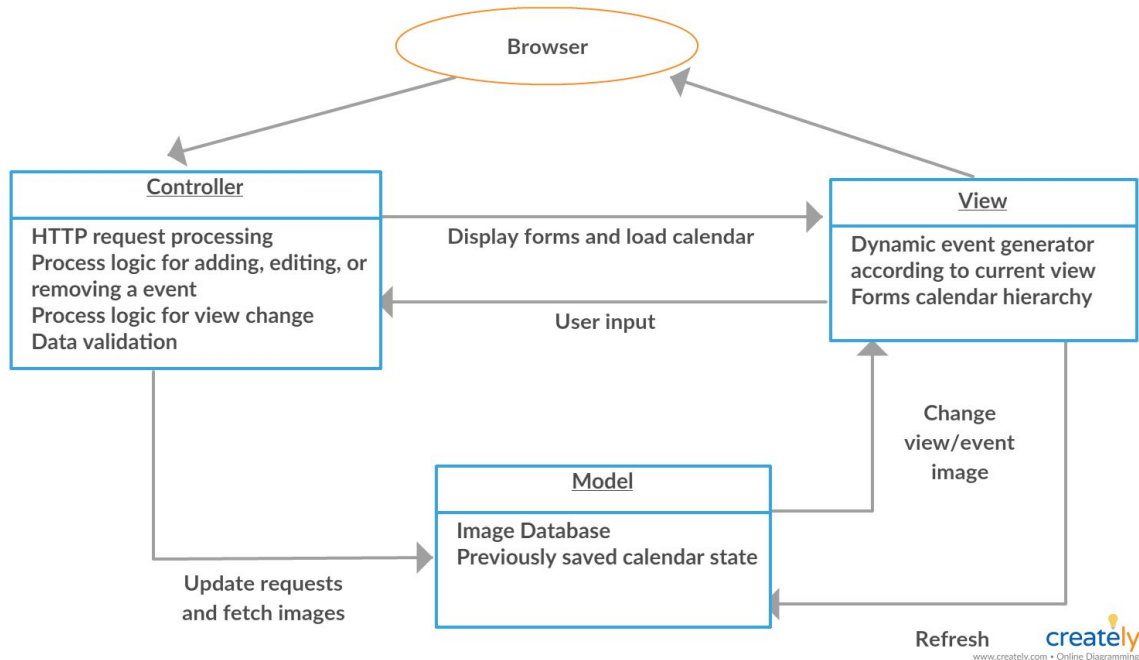 Browser
Controller
HTTP request processing
Process logic for adding, editing, or
removing a event
Process logic for view change
Data validation
Display forms and load calendar
User input
View
Dynamic event generator
according to current view
Forms calendar hierarchy
Change
view/event
image
Model
Image Database
Previously saved calendar state
Update requests
and fetch images
Refresh
creately
www.creately.com • Online Diagramming